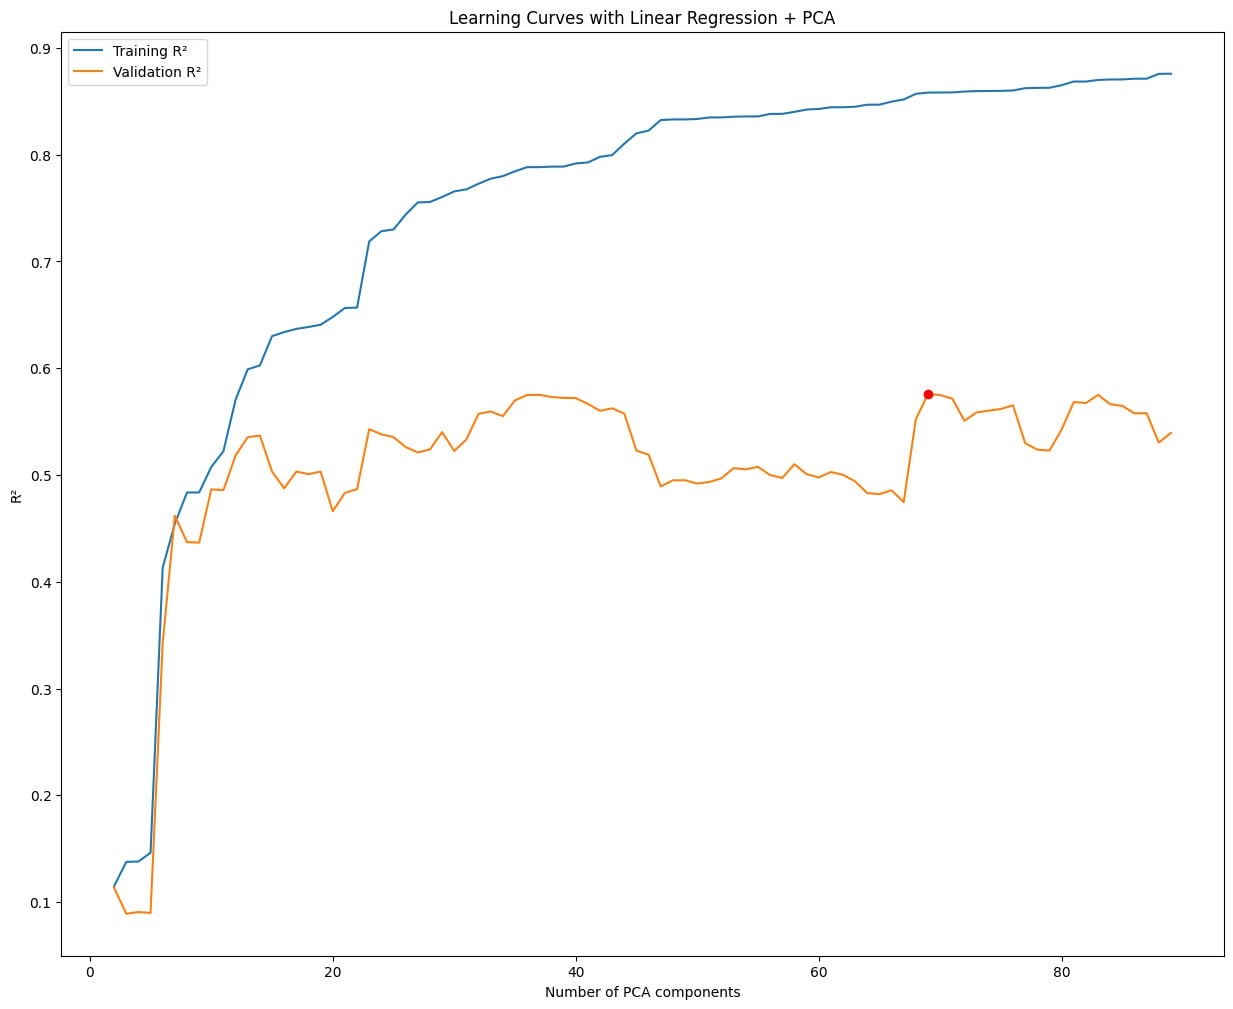 Learning Curves with Linear Regression + PCA
Training R²
Validation R²
0.9
0.8
0.7
0.6
0.5
0.4
0.3
0.2
0.1
R²
0 20 40 60 80
Number of PCA components